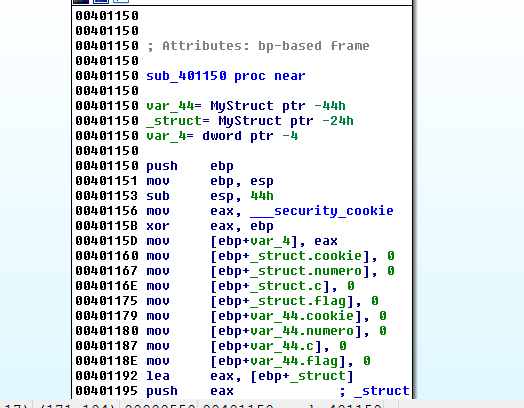 00401150
00401150
00401150 ; Attributes: bp-based frame
00401150
00401150 sub_401150 proc near
00401150
00401150 var_44= MyStruct ptr -44h
00401150 _struct= MyStruct ptr -24h
00401150 var_4= dword ptr -4
00401150
00401150 push ebp
00401151 mov ebp, esp
00401153 sub esp, 44h
00401156 mov eax, ___security_cookie
0040115B xor eax, ebp
0040115D mov [ebp+var_4], eax
00401160 mov [ebp+_struct.cookie], 0
00401167 mov [ebp+_struct.numero], 0
0040116E mov [ebp+_struct.c], 0
00401175 mov [ebp+_struct.flag], 0
00401179 mov [ebp+var_44.cookie], 0
00401180 mov [ebp+var_44.numero], 0
00401187 mov [ebp+var_44.c], 0
0040118E mov [ebp+var_44.flag], 0
00401192 lea eax, [ebp+_struct]
00401195 push eax ; _struct